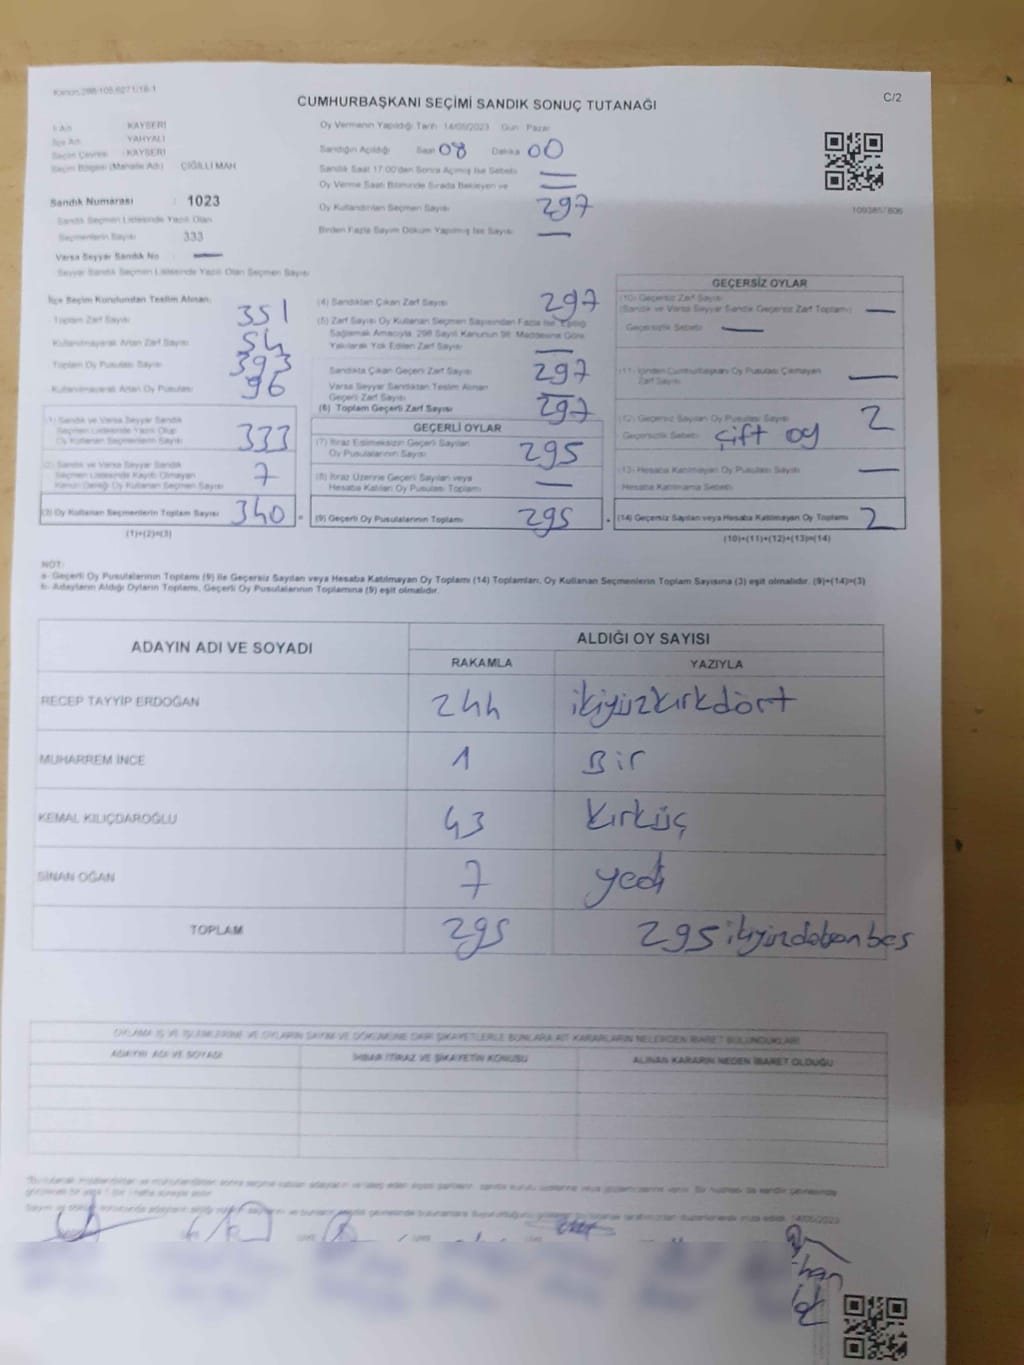 Kanun:298/105,6271/18-1
CUMHURBAŞKANI SEÇİMİ SANDIK SONUÇ TUTANAĞI
C/2
İl Adı KAYSERİ
İlçe Adı YAHYALI
Seçim Çevresi : KAYSERİ
Seçim Bölgesi (Mahalle Adı) ÇİĞİLLİ MAH
Sandık Numarası : 1023
Sandık Seçmen Listesinde Yazılı Olan
Seçmenlerin Sayısı 333
Varsa Seyyar Sandık No —
Seyyar Sandık Seçmen Listesinde Yazılı Olan Seçmen Sayısı
Oy Vermenin Yapıldığı Tarih 14/05/2023 Gün Pazar
Sandığın Açıldığı Saat 08 Dakika 00
Sandık Saat 17.00'den Sonra Açılmış İse Sebebi —
Oy Verme Saati Bitiminde Sırada Bekleyen ve —
Oy Kullandırılan Seçmen Sayısı 297
Birden Fazla Sayım Döküm Yapılmış İse Sayısı —
İlçe Seçim Kurulundan Teslim Alınan:
Toplam Zarf Sayısı 351
Kullanılmayarak Artan Zarf Sayısı 54
Toplam Oy Pusulası Sayısı 393
Kullanılmayarak Artan Oy Pusulası 96
(1) Sandık ve Varsa Seyyar Sandık
Seçmen Listesinde Yazılı Olup
Oy Kullanan Seçmenlerin Sayısı 333
(2) Sandık ve Varsa Seyyar Sandık
Seçmen Listesinde Kayıtlı Olmayan
Kanun Gereği Oy Kullanan Seçmen Sayısı 7
(3) Oy Kullanan Seçmenlerin Toplam Sayısı 340
(1)+(2)=(3)
(4) Sandıktan Çıkan Zarf Sayısı 297
(5) Zarf Sayısı Oy Kullanan Seçmen Sayısından Fazla İse, Eşitliği
Sağlamak Amacıyla, 298 Sayılı Kanunun 98. Maddesine Göre
Yakılarak Yok Edilen Zarf Sayısı —
Sandıkta Çıkan Geçerli Zarf Sayısı 297
Varsa Seyyar Sandıktan Teslim Alınan
Geçerli Zarf Sayısı —
(6) Toplam Geçerli Zarf Sayısı 297
GEÇERLİ OYLAR
(7) İtiraz Edilmeksizin Geçerli Sayılan
Oy Pusulalarının Sayısı 295
(8) İtiraz Üzerine Geçerli Sayılan veya
Hesaba Katılan Oy Pusulası Toplamı —
= (9) Geçerli Oy Pusulalarının Toplamı 295
GEÇERSİZ OYLAR
(10) Geçersiz Zarf Sayısı
(Sandık ve Varsa Seyyar Sandık Geçersiz Zarf Toplamı) —
Geçersizlik Sebebi —
(11) İçinden Cumhurbaşkanı Oy Pusulası Çıkmayan
Zarf Sayısı —
(12) Geçersiz Sayılan Oy Pusulası Sayısı 2
Geçersizlik Sebebi: çift oy
(13) Hesaba Katılmayan Oy Pusulası Sayısı —
Hesaba Katılmama Sebebi
+ (14) Geçersiz Sayılan veya Hesaba Katılmayan Oy Toplamı 2
(10)+(11)+(12)+(13)=(14)
NOT:
a- Geçerli Oy Pusulalarının Toplamı (9) ile Geçersiz Sayılan veya Hesaba Katılmayan Oy Toplamı (14) Toplamları, Oy Kullanan Seçmenlerin Toplam Sayısına (3) eşit olmalıdır. (9)+(14)=(3)
b- Adayların Aldığı Oyların Toplamı, Geçerli Oy Pusulalarının Toplamına (9) eşit olmalıdır.
ADAYIN ADI VE SOYADI
ALDIĞI OY SAYISI
RAKAMLA YAZIYLA
RECEP TAYYİP ERDOĞAN 244 ikiyüzkırkdört
MUHARREM İNCE 1 Bir
KEMAL KILIÇDAROĞLU 43 kırküç
SİNAN OĞAN 7 yedi
TOPLAM 295 295
OYLAMA İŞ VE İŞLEMLERİNE VE OYLARIN SAYIM VE DÖKÜMÜNE DAİR ŞİKAYETLERLE BUNLARA AİT KARARLARIN NELERDEN İBARET BULUNDUKLARI
ADAYIN ADI VE SOYADI İHBAR İTİRAZ VE ŞİKAYETİN KONUSU ALINAN KARARIN NEDEN İBARET OLDUĞU